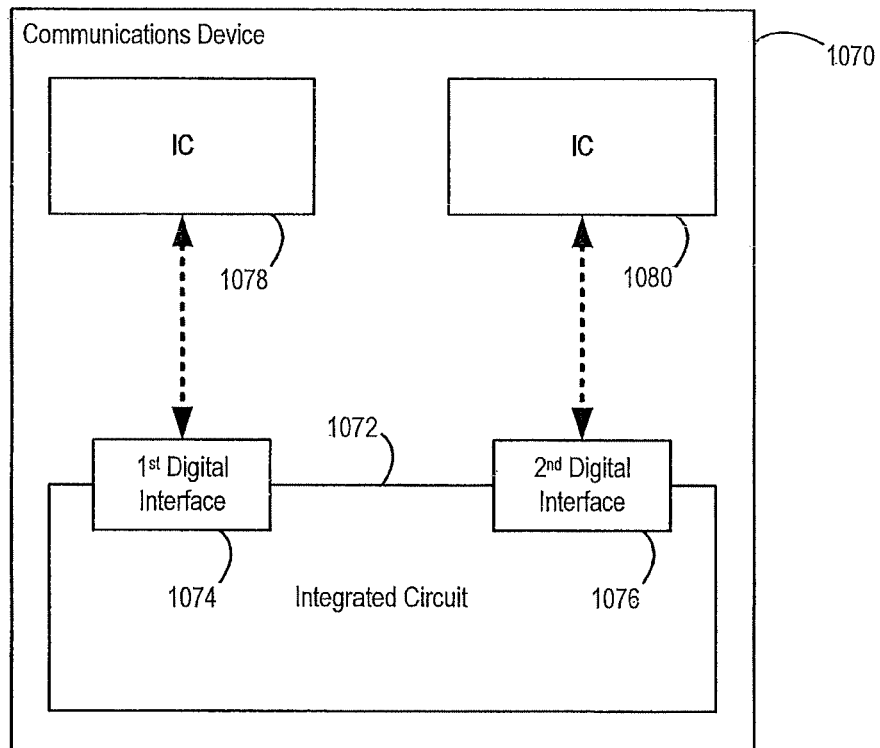 Communications Device
1070
IC
IC
1078
1080
1072
1st Digital
Interface
2nd Digital
Interface
1074
Integrated Circuit
1076